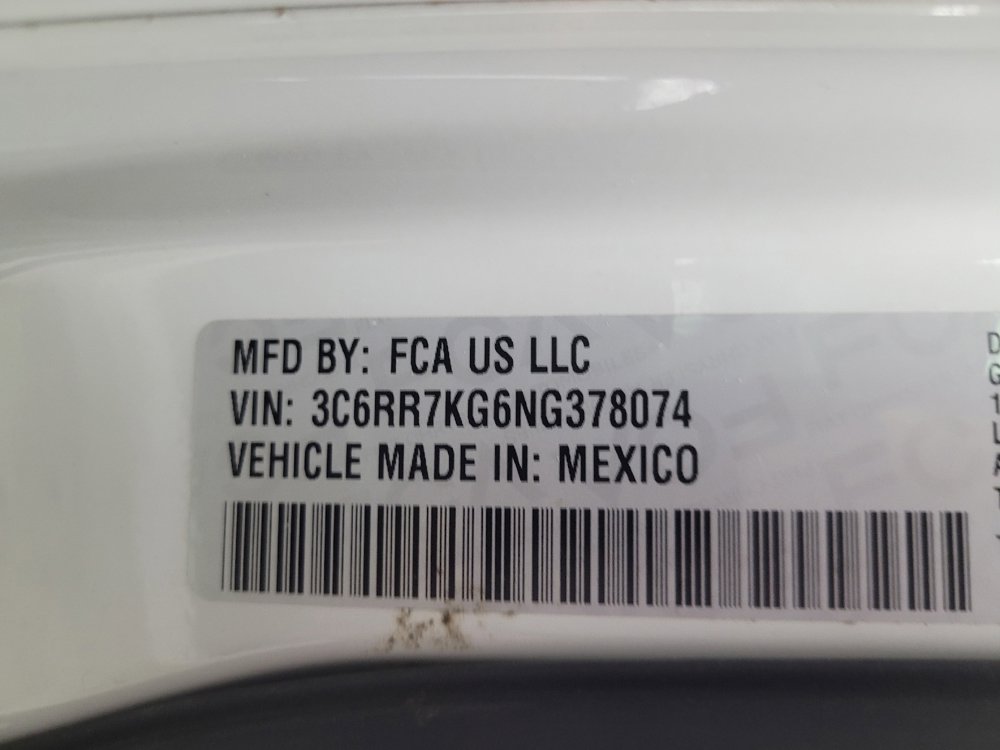 MFD BY: FCA US LLC
VIN: 3C6RR7KG6NG378074
VEHICLE MADE IN: MEXICO